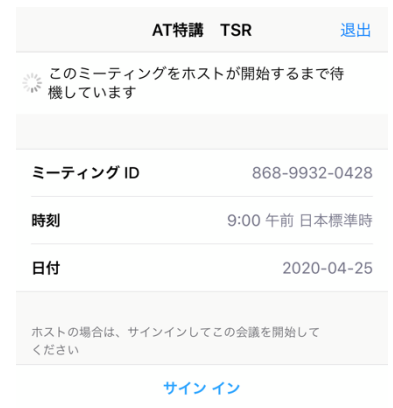 AT特講　TSR
退出
このミーティングをホストが開始するまで待
機しています
ミーティング ID
868-9932-0428
時刻
9:00 午前 日本標準時
日付
2020-04-25
ホストの場合は、サインインしてこの会議を開始して
ください
サイン イン